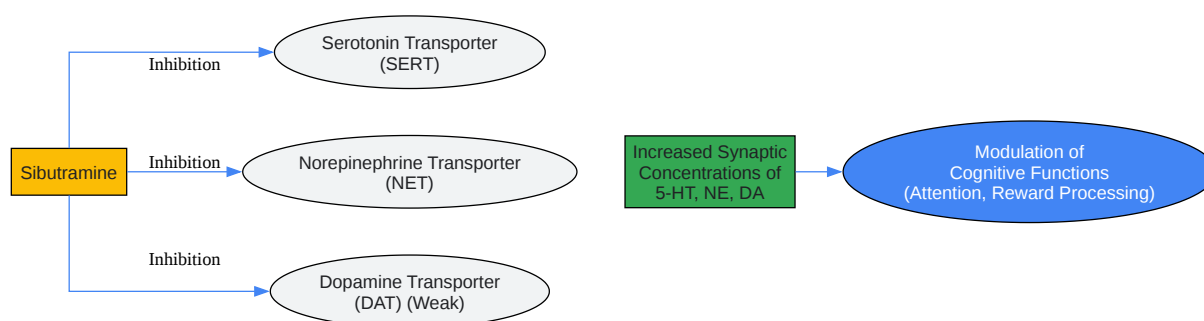 Serotonin Transporter
(SERT)
Inhibition
Sibutramine
Inhibition
Norepinephrine Transporter
(NET)
Inhibition
Dopamine Transporter
(DAT) (Weak)
Increased Synaptic
Concentrations of
5-HT, NE, DA
Modulation of
Cognitive Functions
(Attention, Reward Processing)